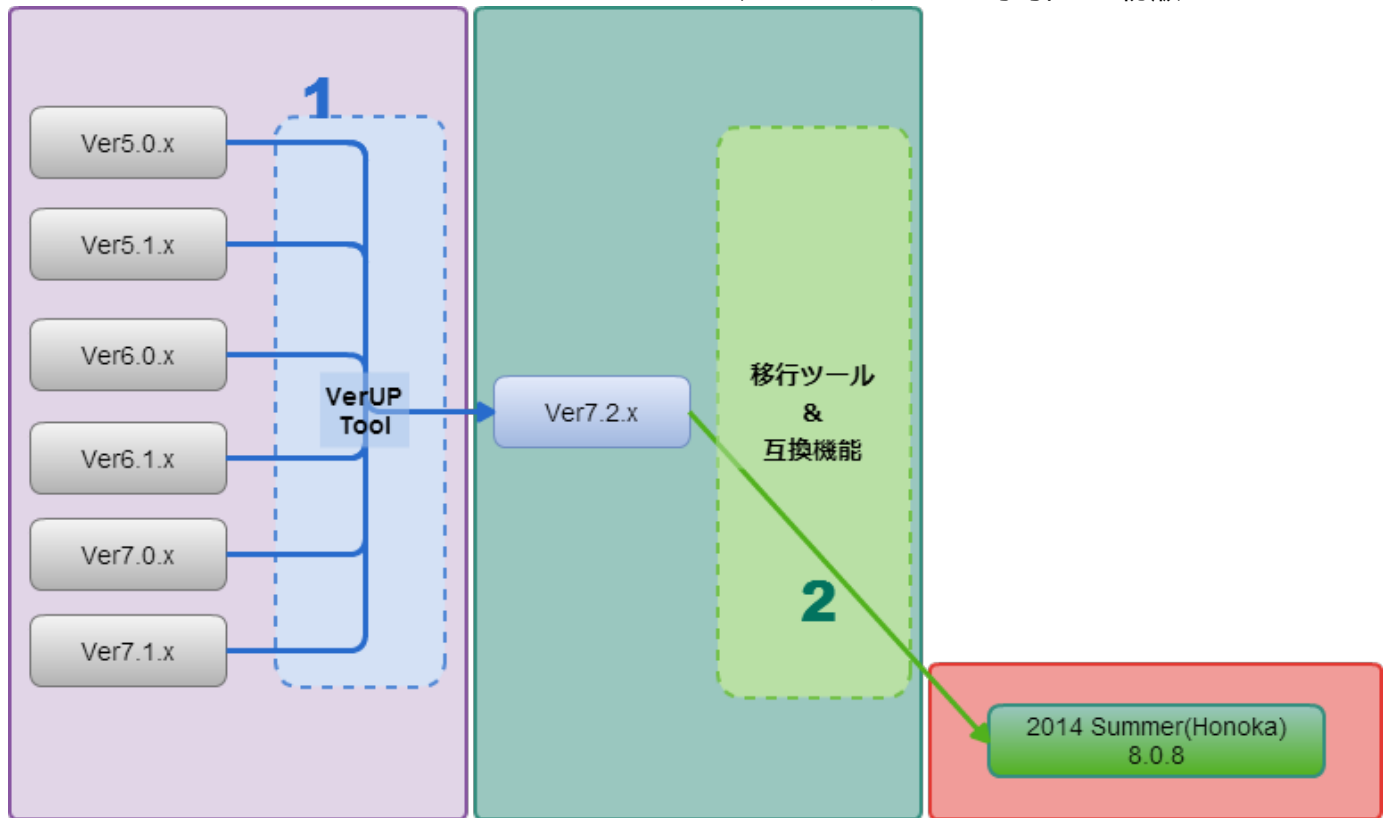 1
Ver5.0.x
Ver5.1.x
Ver6.0.x
Ver6.1.x
Ver7.0.x
Ver7.1.x
VerUP
Tool
Ver7.2.x
移行ツール
&
互換機能
2
2014 Summer(Honoka)
8.0.8